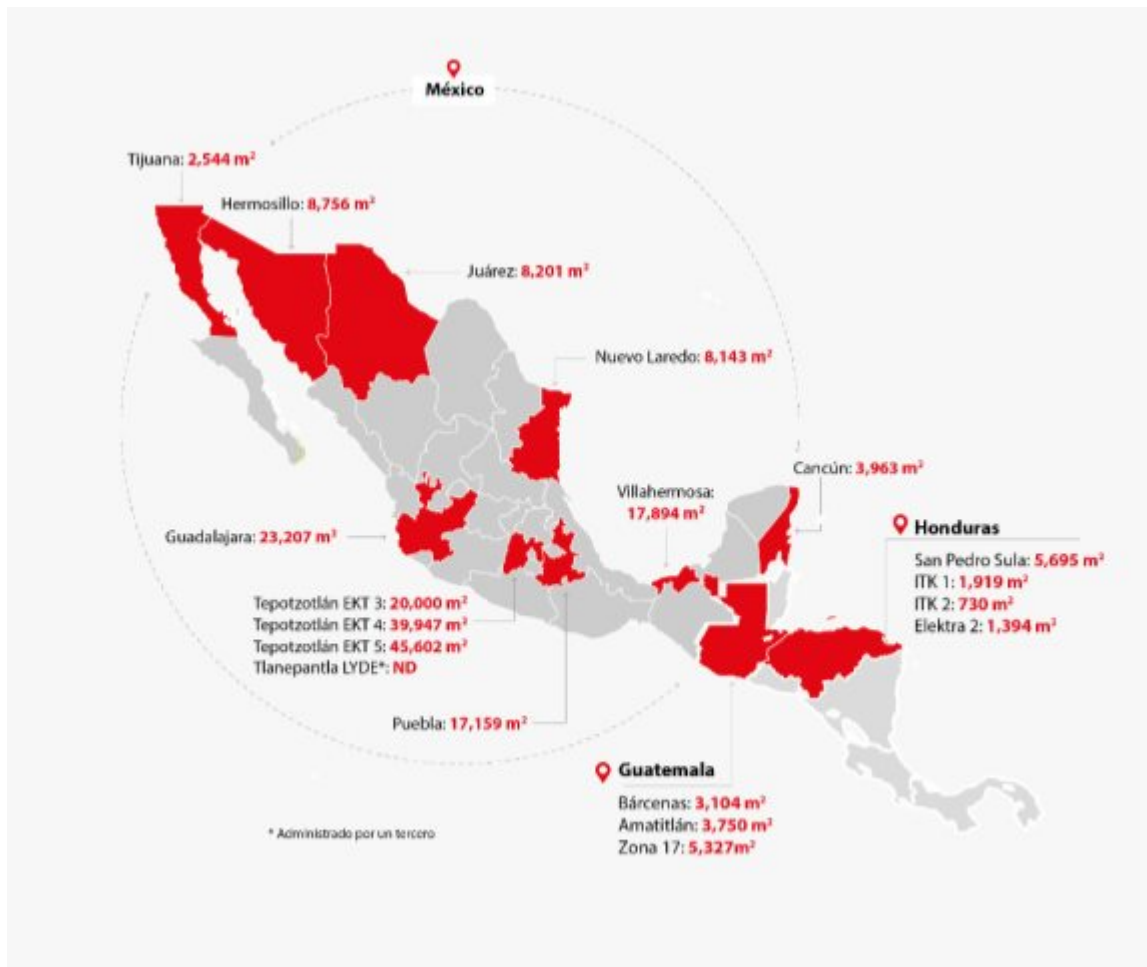 México
Tijuana: 2,544 m²
Hermosillo: 8,756 m²
Juárez: 8,201 m²
Nuevo Laredo: 8,143 m²
Cancún: 3,963 m²
Villahermosa:
17,894 m²
Guadalajara: 23,207 m²
Honduras
San Pedro Sula: 5,695 m²
ITK 1: 1,919 m²
ITK 2: 730 m²
Elektra 2: 1,394 m²
Tepotzotlán EKT 3: 20,000 m²
Tepotzotlán EKT 4: 39,947 m²
Tepotzotlán EKT 5: 45,602 m²
Tlanepantla LYDE*: ND
Puebla: 17,159 m²
Guatemala
Bárcenas: 3,104 m²
Amatitlán: 3,750 m²
Zona 17: 5,327m²
* Administrado por un tercero